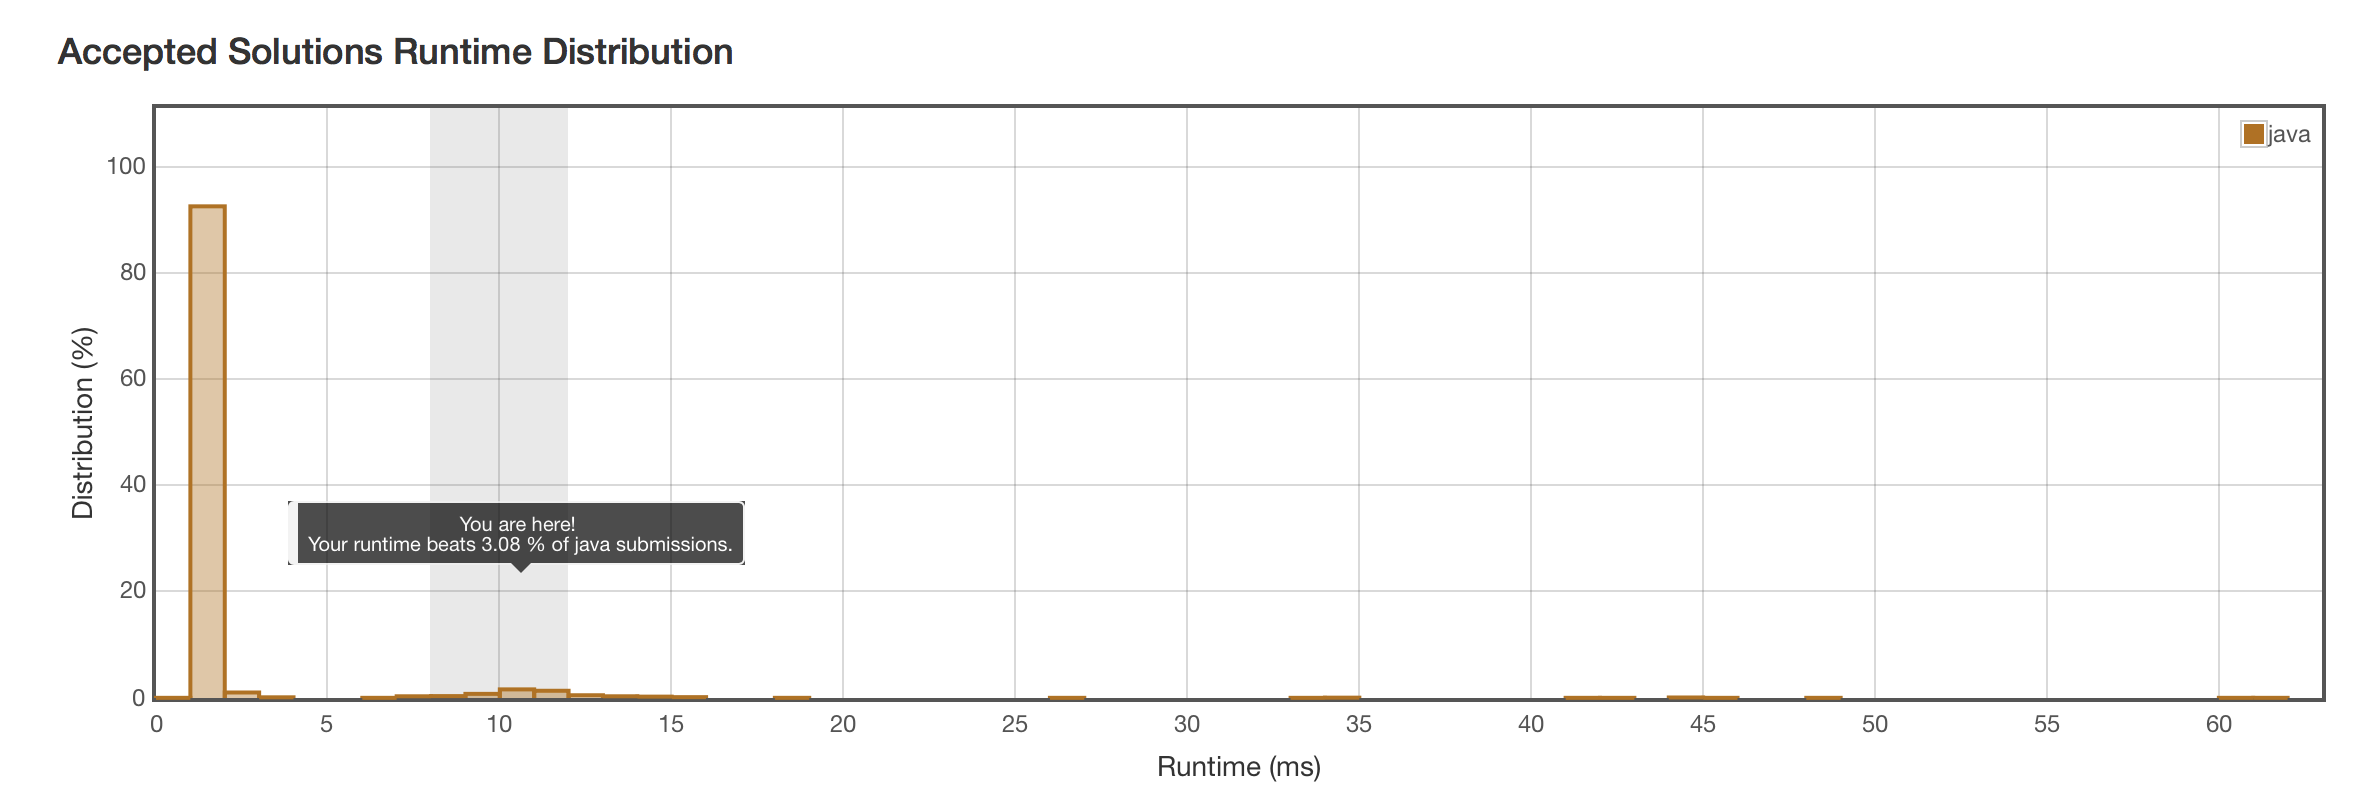 Accepted Solutions Runtime Distribution
java
Distribution (%)
100
80
60
40
20
0
You are here!
Your runtime beats 3.08 % of java submissions.
0 5 10 15 20 25 30 35 40 45 50 55 60
Runtime (ms)